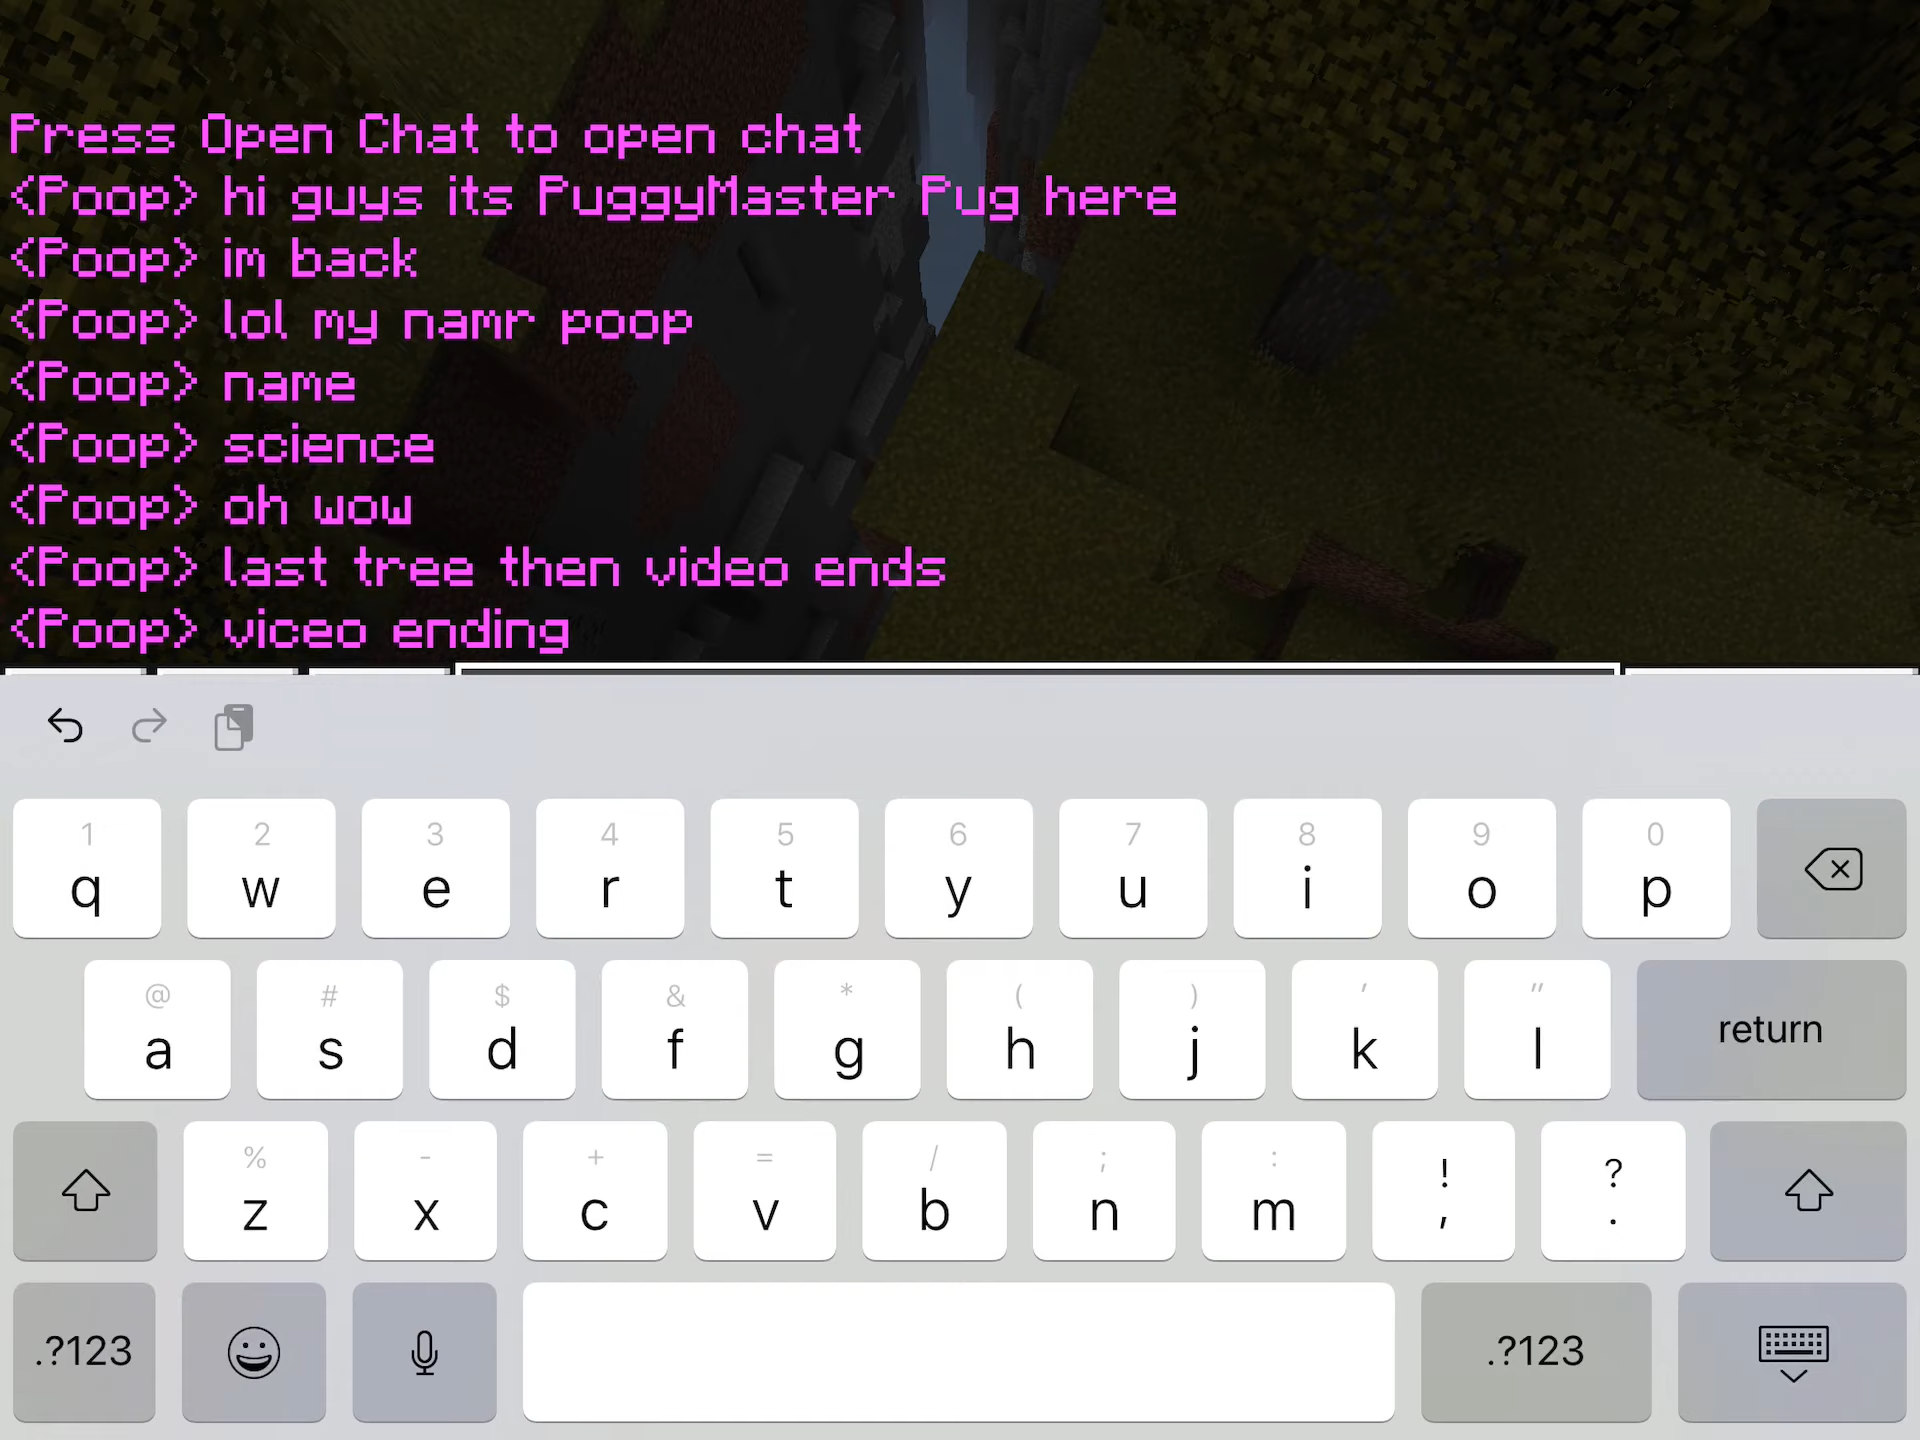 Press Open Chat to open chat
<Poop> hi guys its PuggyMaster Pug here
<Poop> im back
<Poop> lol my namr poop
<Poop> name
<Poop> science
<Poop> oh wow
<Poop> last tree then video ends
<Poop> viceo ending
1 2 3 4 5 6 7 8 9 0
q w e r t y u i o p
@ # $ & * ( ) ' "
a s d f g h j k l return
% - + = / ; : ! ?
z x c v b n m , .
.?123 .?123